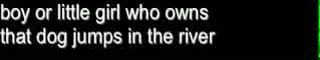 boy or little girl who owns
that dog jumps in the river